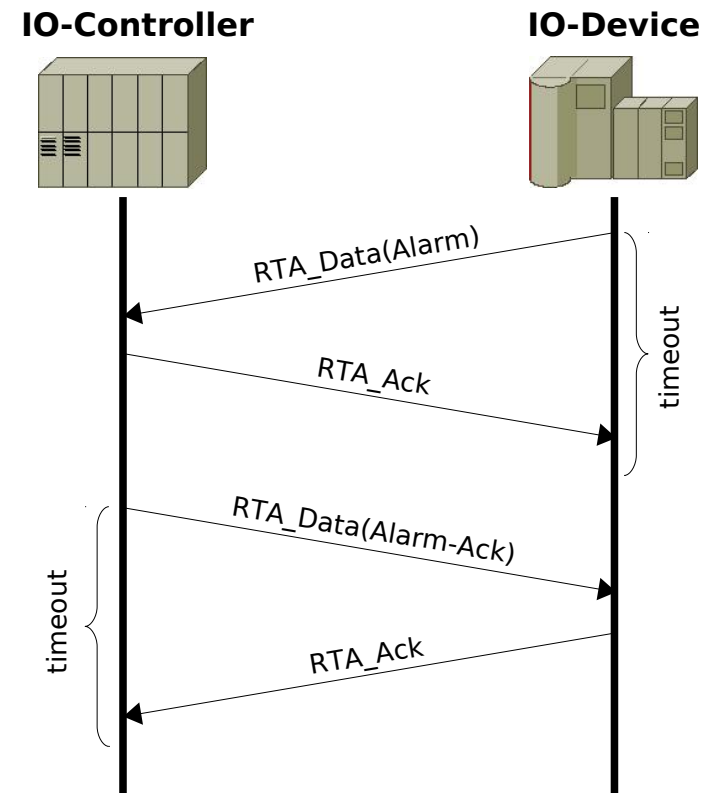 IO-Controller
IO-Device
RTA_Data(Alarm)
timeout
RTA_Ack
RTA_Data(Alarm-Ack)
timeout
RTA_Ack